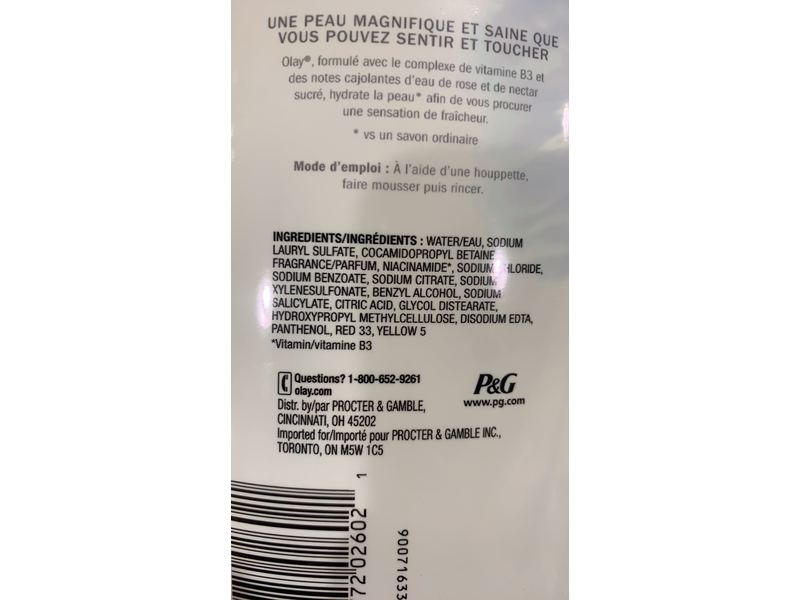 UNE PEAU MAGNIFIQUE ET SAINE QUE
VOUS POUVEZ SENTIR ET TOUCHER
Olay®, formulé avec le complexe de vitamine B3 et
des notes cajolantes d'eau de rose et de nectar
sucré, hydrate la peau* afin de vous procurer
une sensation de fraîcheur.
* vs un savon ordinaire
Mode d'emploi : À l'aide d'une houppette,
faire mousser puis rincer.
INGREDIENTS/INGRÉDIENTS : WATER/EAU, SODIUM
LAURYL SULFATE, COCAMIDOPROPYL BETAINE,
FRAGRANCE/PARFUM, NIACINAMIDE*, SODIUM CHLORIDE,
SODIUM BENZOATE, SODIUM CITRATE, SODIUM
XYLENESULFONATE, BENZYL ALCOHOL, SODIUM
SALICYLATE, CITRIC ACID, GLYCOL DISTEARATE,
HYDROXYPROPYL METHYLCELLULOSE, DISODIUM EDTA,
PANTHENOL, RED 33, YELLOW 5
*Vitamin/vitamine B3
Questions? 1-800-652-9261
olay.com
Distr. by/par PROCTER & GAMBLE,
CINCINNATI, OH 45202
Imported for/Importé pour PROCTER & GAMBLE INC.,
TORONTO, ON M5W 1C5
P&G
www.pg.com
72 02602 1
9007163